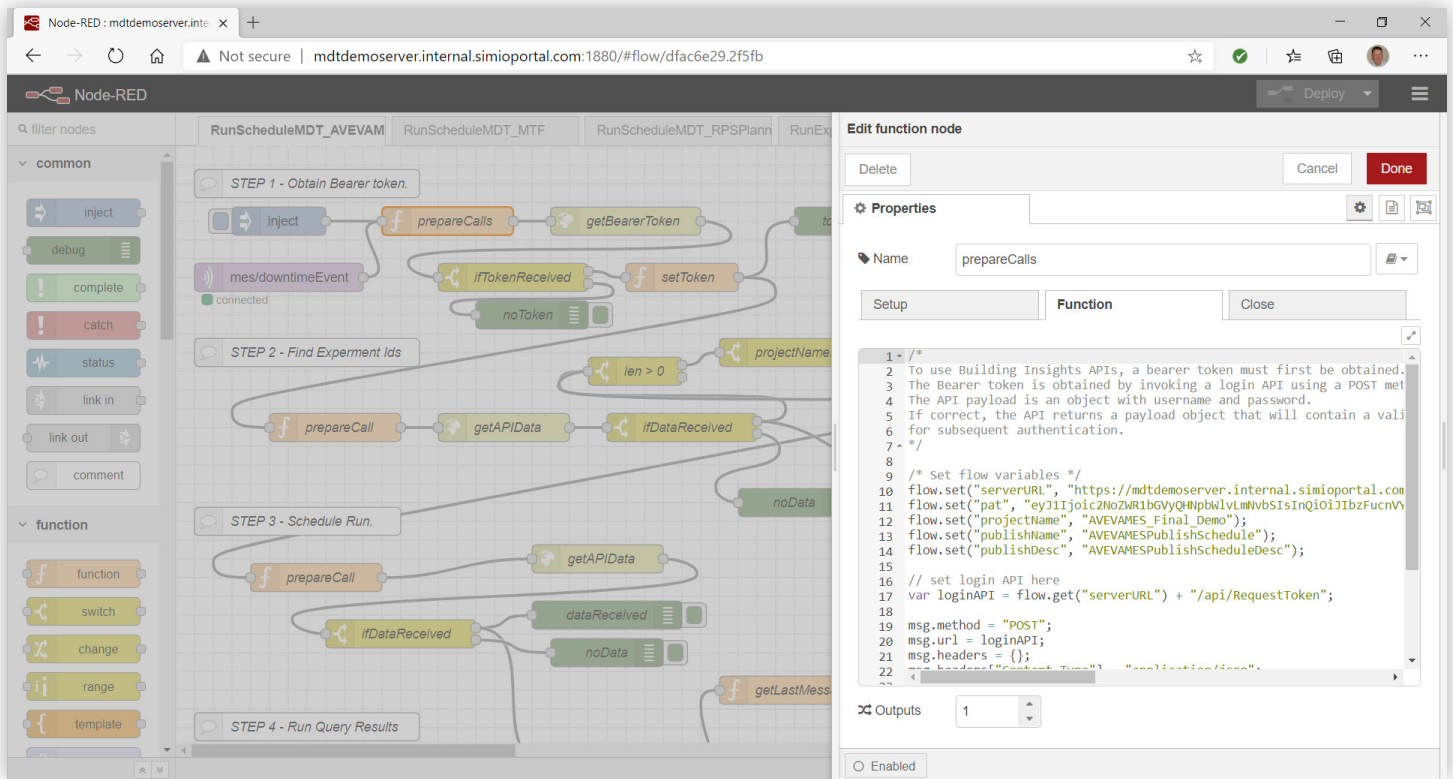 Node-RED : mdtdemoserver.inte
Not secure | mdtdemoserver.internal.simioportal.com:1880/#flow/dfac6e29.2f5fb
Node-RED
Deploy
filter nodes
common
inject
debug
complete
catch
status
link in
link out
comment
function
function
switch
change
range
template
RunScheduleMDT_AVEVAM
RunScheduleMDT_MTF
RunScheduleMDT_RPSPlann
RunExp
STEP 1 - Obtain Bearer token.
inject
prepareCalls
getBearerToken
to
mes/downtimeEvent
connected
ifTokenReceived
setToken
noToken
STEP 2 - Find Experment Ids
len > 0
projectName
prepareCall
getAPIData
ifDataReceived
noData
STEP 3 - Schedule Run.
getAPIData
prepareCall
dataReceived
ifDataReceived
noData
getLastMess
STEP 4 - Run Query Results
Edit function node
Delete
Cancel
Done
Properties
Name
prepareCalls
Setup
Function
Close
1 /*
2 To use Building Insights APIs, a bearer token must first be obtained.
3 The Bearer token is obtained by invoking a login API using a POST met
4 The API payload is an object with username and password.
5 If correct, the API returns a payload object that will contain a vali
6 for subsequent authentication.
7 */
8
9 /* Set flow variables */
10 flow.set("serverURL", "https://mdtdemoserver.internal.simioportal.com
11 flow.set("pat",
12 flow.set("projectName", "AVEVAMES_Final_Demo");
13 flow.set("publishName", "AVEVAMESPublishSchedule");
14 flow.set("publishDesc", "AVEVAMESPublishScheduleDesc");
15
16 // set login API here
17 var loginAPI = flow.get("serverURL") + "/api/RequestToken";
18
19 msg.method = "POST";
20 msg.url = loginAPI;
21 msg.headers = {};
22 msg.headers["Content-Type"] = "application/json";
Outputs
1
Enabled